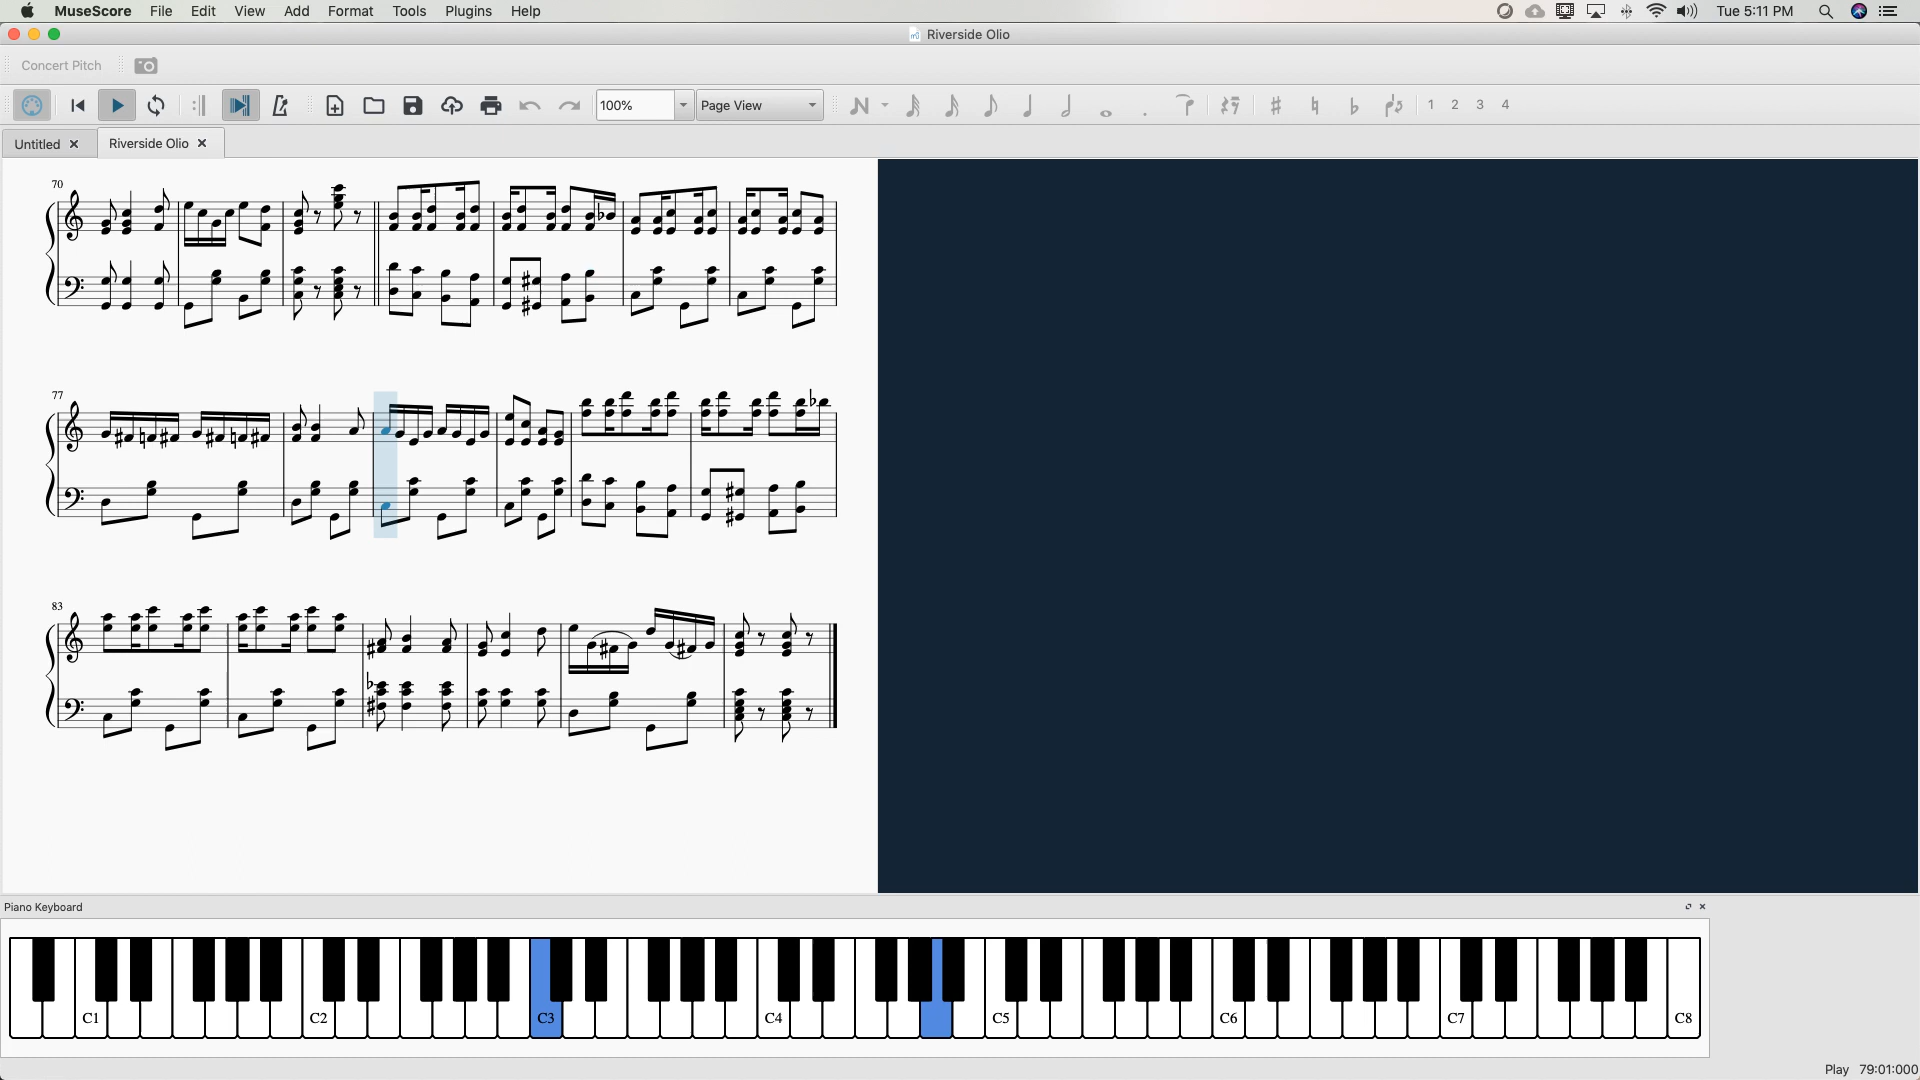 MuseScore File Edit View Add Format Tools Plugins Help Tue 5:11 PM
Riverside Olio
Concert Pitch
100% Page View 1 2 3 4
Untitled Riverside Olio
70
77
83
Piano Keyboard
C1 C2 C3 C4 C5 C6 C7 C8
Play 79:01:000